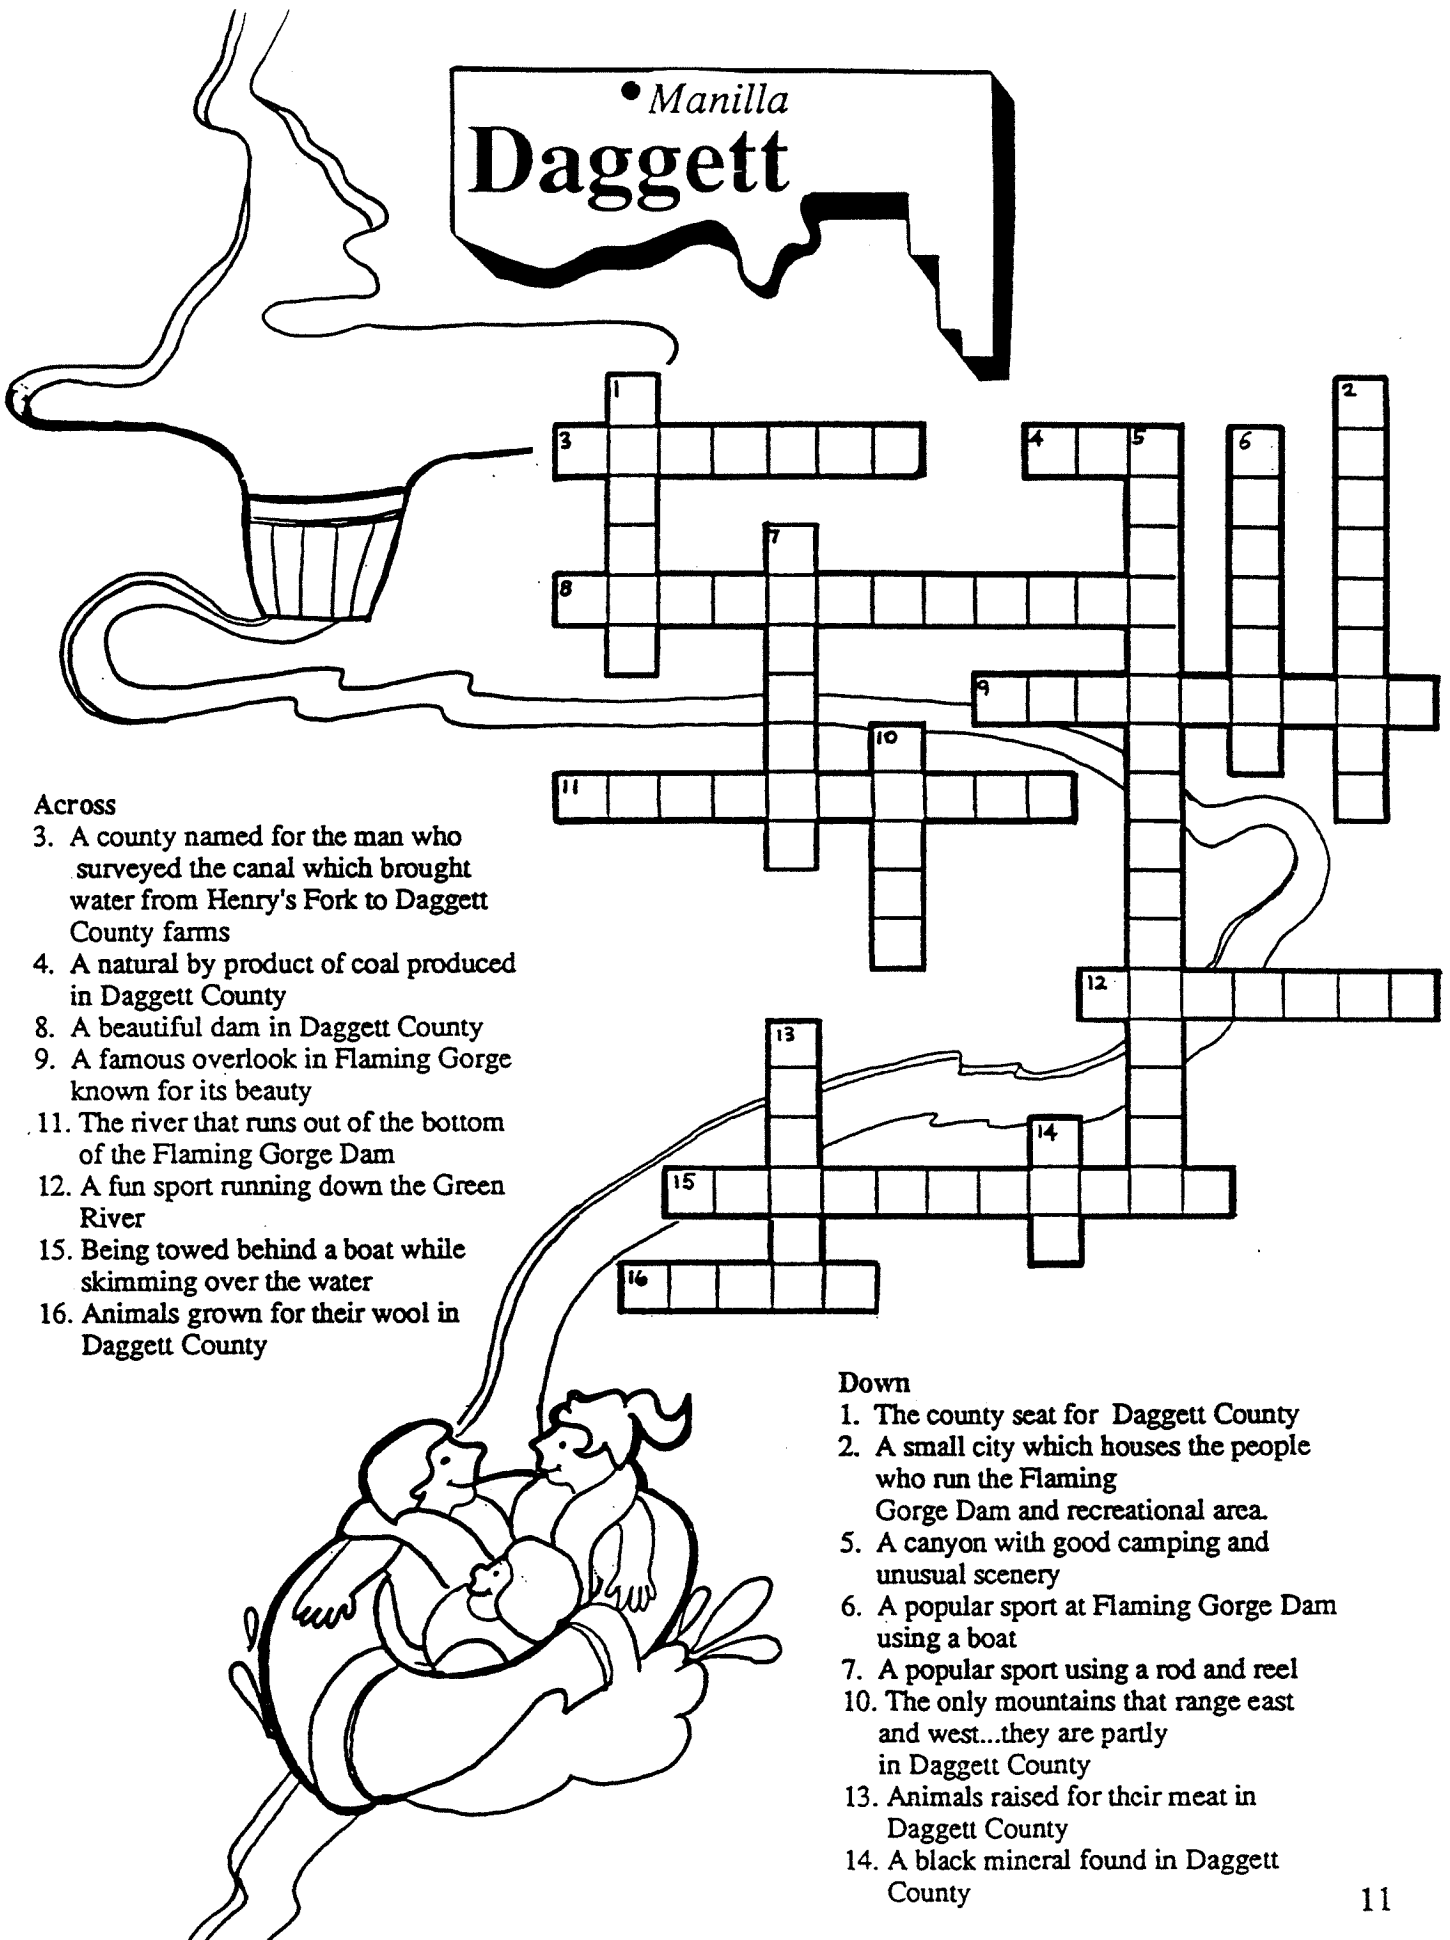 Manilla
Daggett
1
2
3
4
5
6
7
8
9
10
11
12
13
14
15
16
Across
3. A county named for the man who
surveyed the canal which brought
water from Henry's Fork to Daggett
County farms
4. A natural by product of coal produced
in Daggett County
8. A beautiful dam in Daggett County
9. A famous overlook in Flaming Gorge
known for its beauty
11. The river that runs out of the bottom
of the Flaming Gorge Dam
12. A fun sport running down the Green
River
15. Being towed behind a boat while
skimming over the water
16. Animals grown for their wool in
Daggett County
Down
1. The county seat for Daggett County
2. A small city which houses the people
who run the Flaming
Gorge Dam and recreational area.
5. A canyon with good camping and
unusual scenery
6. A popular sport at Flaming Gorge Dam
using a boat
7. A popular sport using a rod and reel
10. The only mountains that range east
and west...they are partly
in Daggett County
13. Animals raised for their meat in
Daggett County
14. A black mineral found in Daggett
County
11